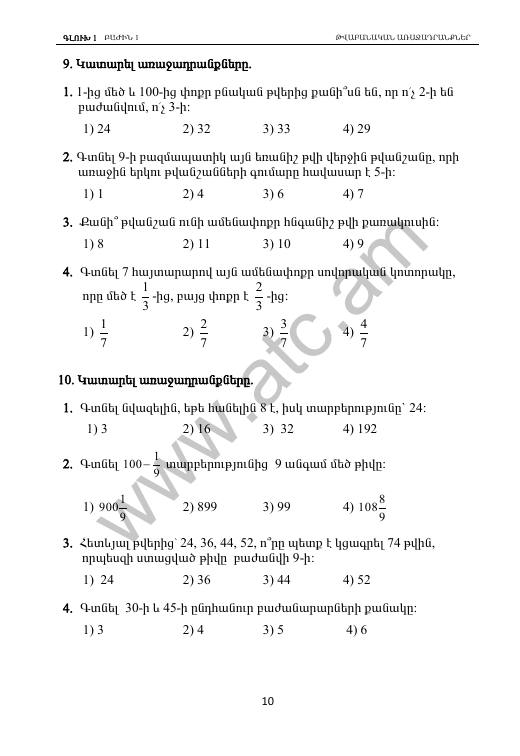 ԳԼՈՒԽ 1 ԲԱԺԻՆ 1 ԹՎԱԲԱՆԱԿԱՆ ԱՌԱՋԱԴՐԱՆՔՆԵՐ
9. Կատարել առաջադրանքները.
1. 1-ից մեծ և 100-ից փոքր բնական թվերից քանի՞սն են, որ ո՛չ 2-ի են
բաժանվում, ո՛չ 3-ի:
1) 24 2) 32 3) 33 4) 29
2. Գտնել 9-ի բազմապատիկ այն եռանիշ թվի վերջին թվանշանը, որի
առաջին երկու թվանշանների գումարը հավասար է 5-ի:
1) 1 2) 4 3) 6 4) 7
3. Քանի՞ թվանշան ունի ամենափոքր հնգանիշ թվի քառակուսին:
1) 8 2) 11 3) 10 4) 9
4. Գտնել 7 հայտարարով այն ամենափոքր սովորական կոտորակը,
որը մեծ է 1/3 -ից, բայց փոքր է 2/3 -ից:
1) 1/7 2) 2/7 3) 3/7 4) 4/7
10. Կատարել առաջադրանքները.
1. Գտնել նվազելին, եթե հանելին 8 է, իսկ տարբերությունը` 24:
1) 3 2) 16 3) 32 4) 192
2. Գտնել 100−1/9 տարբերությունից 9 անգամ մեծ թիվը:
1) 900 1/9 2) 899 3) 99 4) 108 8/9
3. Հետևյալ թվերից` 24, 36, 44, 52, ո՞րը պետք է կցագրել 74 թվին,
որպեսզի ստացված թիվը բաժանվի 9-ի:
1) 24 2) 36 3) 44 4) 52
4. Գտնել 30-ի և 45-ի ընդհանուր բաժանարարների քանակը:
1) 3 2) 4 3) 5 4) 6
www.atc.am
10